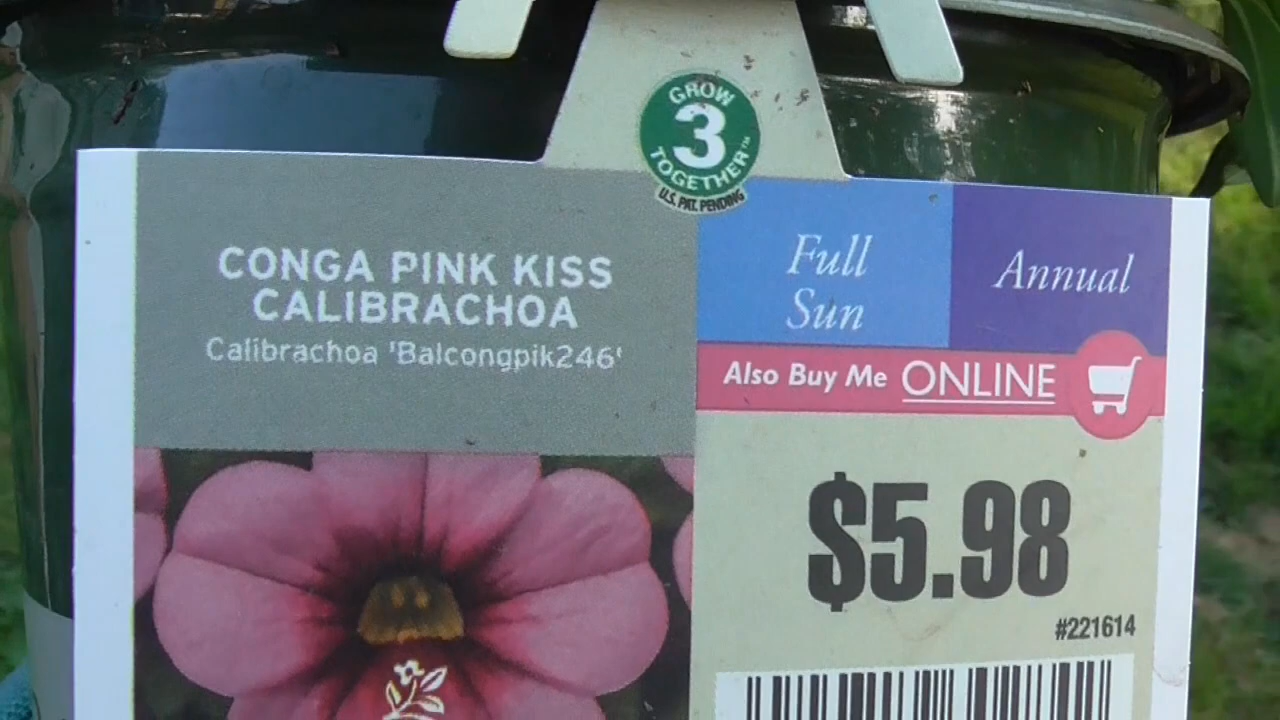 GROW
3
TOGETHER™
U.S. PAT. PENDING
CONGA PINK KISS
CALIBRACHOA
Calibrachoa 'Balcongpik246'
Full
Sun
Annual
Also Buy Me ONLINE
$5.98
#221614